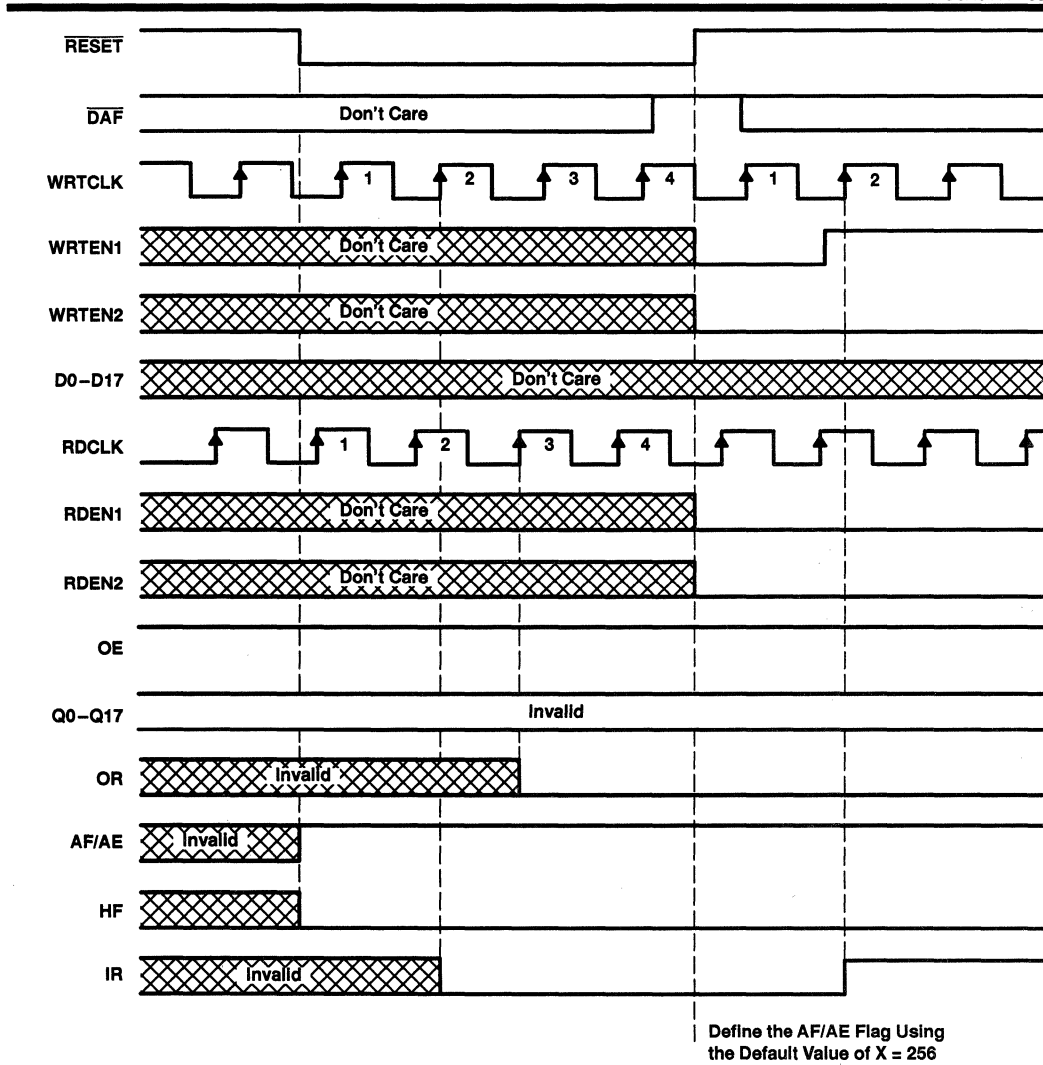 RESET
DAF Don't Care
WRTCLK 1 2 3 4 1 2
WRTEN1 Don't Care
WRTEN2 Don't Care
D0–D17 Don't Care
RDCLK 1 2 3 4
RDEN1 Don't Care
RDEN2 Don't Care
OE
Q0–Q17 Invalid
OR Invalid
AF/AE Invalid
HF
IR Invalid
Define the AF/AE Flag Using
the Default Value of X = 256